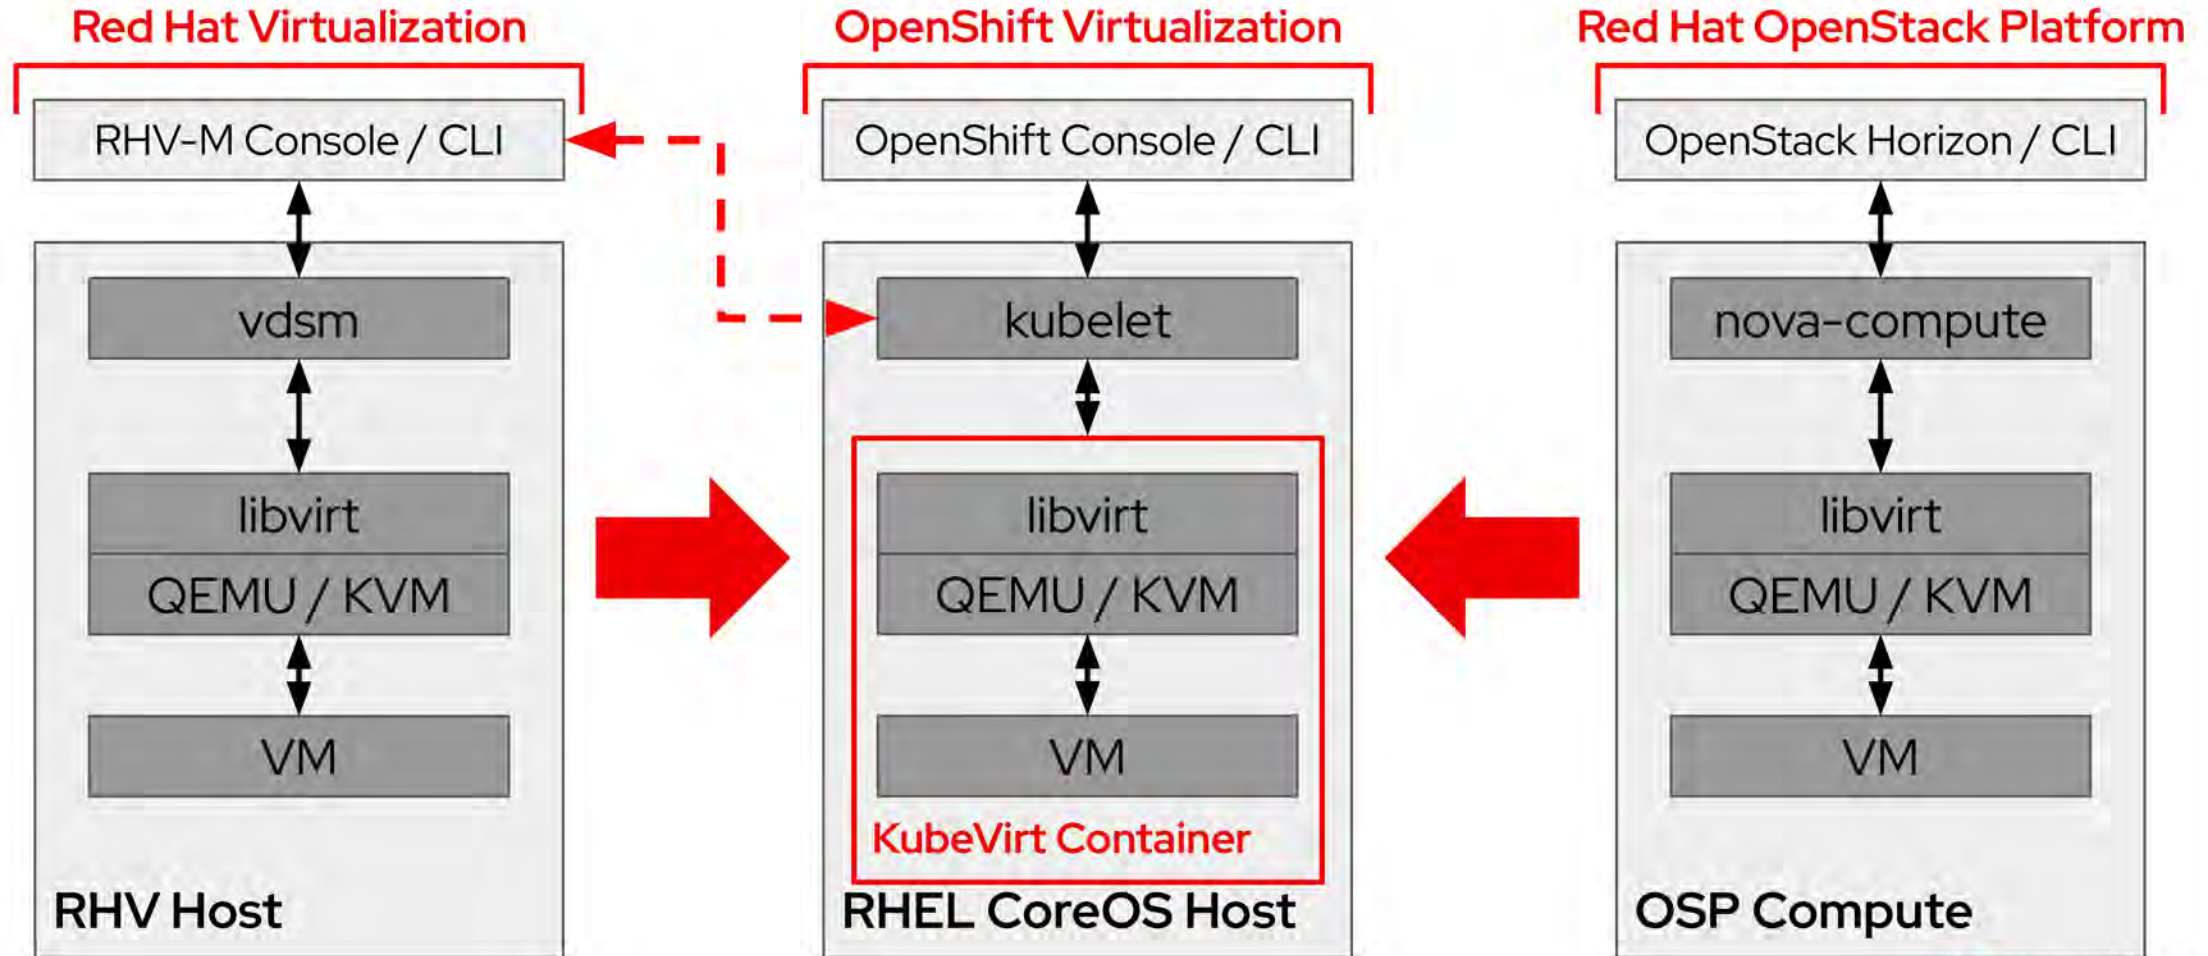 Red Hat Virtualization
RHV-M Console / CLI
vdsm
libvirt
QEMU / KVM
VM
RHV Host
OpenShift Virtualization
OpenShift Console / CLI
kubelet
libvirt
QEMU / KVM
VM
KubeVirt Container
RHEL CoreOS Host
Red Hat OpenStack Platform
OpenStack Horizon / CLI
nova-compute
libvirt
QEMU / KVM
VM
OSP Compute